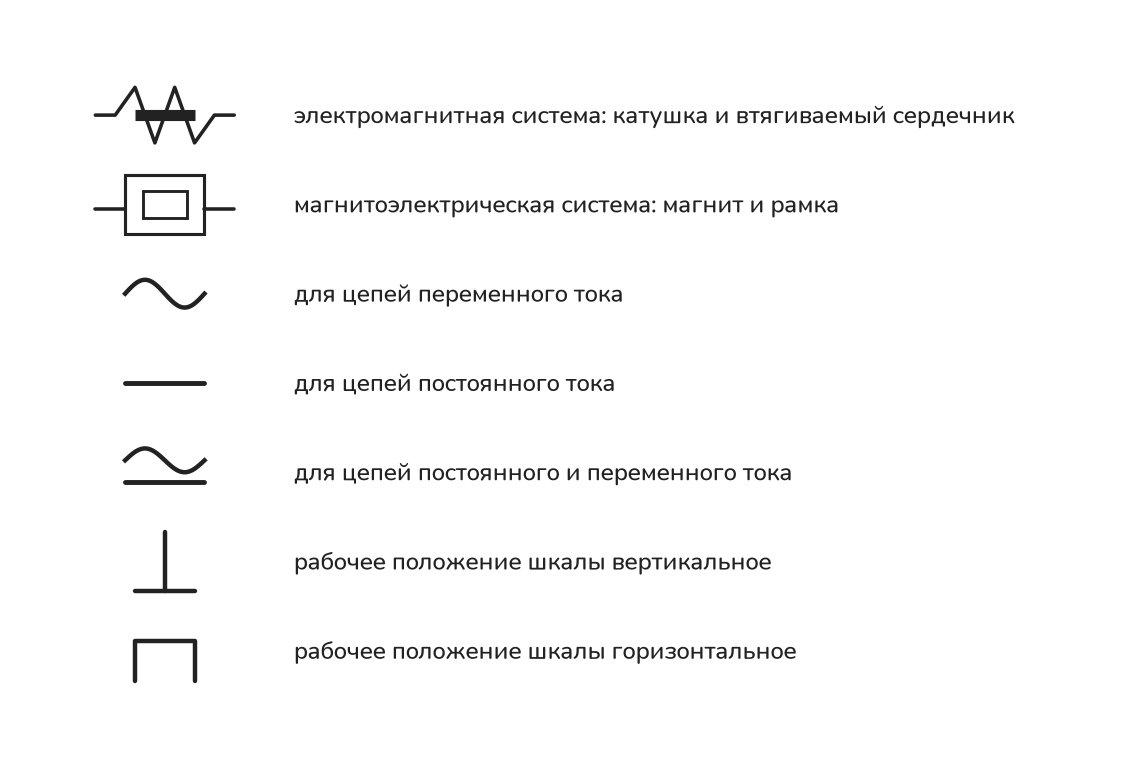 электромагнитная система: катушка и втягиваемый сердечник
магнитоэлектрическая система: магнит и рамка
для цепей переменного тока
для цепей постоянного тока
для цепей постоянного и переменного тока
рабочее положение шкалы вертикальное
рабочее положение шкалы горизонтальное